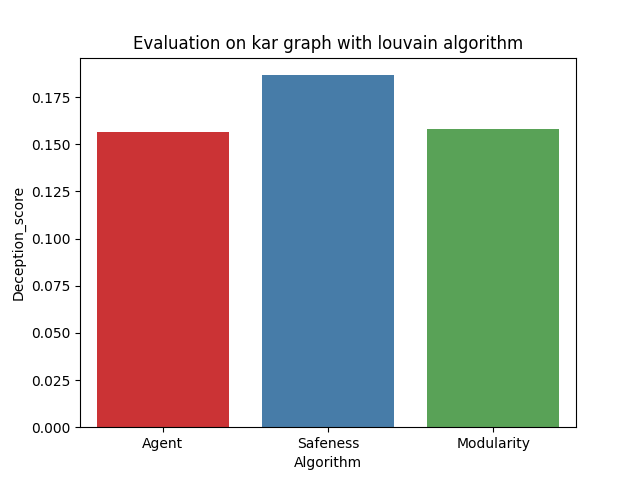 Evaluation on kar graph with louvain algorithm
Deception_score
0.175
0.150
0.125
0.100
0.075
0.050
0.025
0.000
Agent
Safeness
Modularity
Algorithm